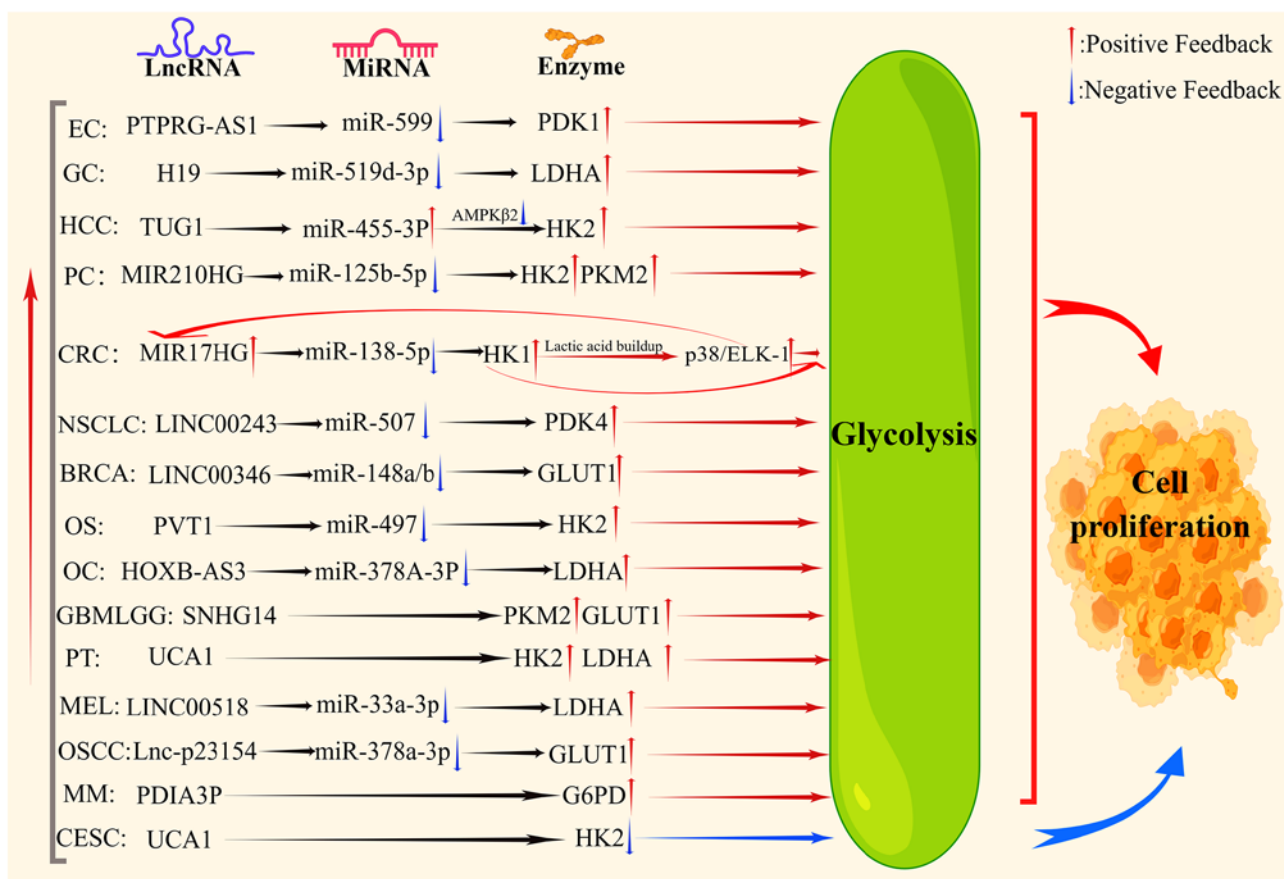 LncRNA MiRNA Enzyme
:Positive Feedback
:Negative Feedback
EC: PTPRG-AS1 miR-599 PDK1
GC: H19 miR-519d-3p LDHA
HCC: TUG1 miR-455-3P AMPKβ2 HK2
PC: MIR210HG miR-125b-5p HK2 PKM2
CRC: MIR17HG miR-138-5p HK1 Lactic acid buildup p38/ELK-1
NSCLC: LINC00243 miR-507 PDK4
BRCA: LINC00346 miR-148a/b GLUT1
OS: PVT1 miR-497 HK2
OC: HOXB-AS3 miR-378A-3P LDHA
GBMLGG: SNHG14 PKM2 GLUT1
PT: UCA1 HK2 LDHA
MEL: LINC00518 miR-33a-3p LDHA
OSCC: Lnc-p23154 miR-378a-3p GLUT1
MM: PDIA3P G6PD
CESC: UCA1 HK2
Glycolysis
Cell
proliferation